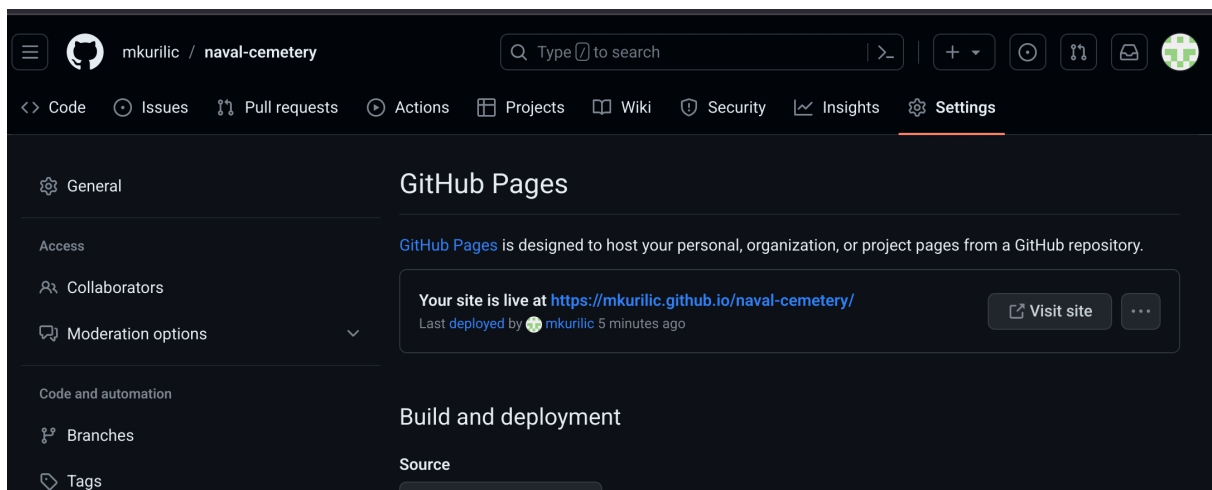 mkurilic / naval-cemetery
Type / to search
Code Issues Pull requests Actions Projects Wiki Security Insights Settings
General
GitHub Pages
Access
GitHub Pages is designed to host your personal, organization, or project pages from a GitHub repository.
Collaborators
Your site is live at https://mkurilic.github.io/naval-cemetery/
Visit site
Last deployed by mkurilic 5 minutes ago
Moderation options
Code and automation
Build and deployment
Branches
Source
Tags